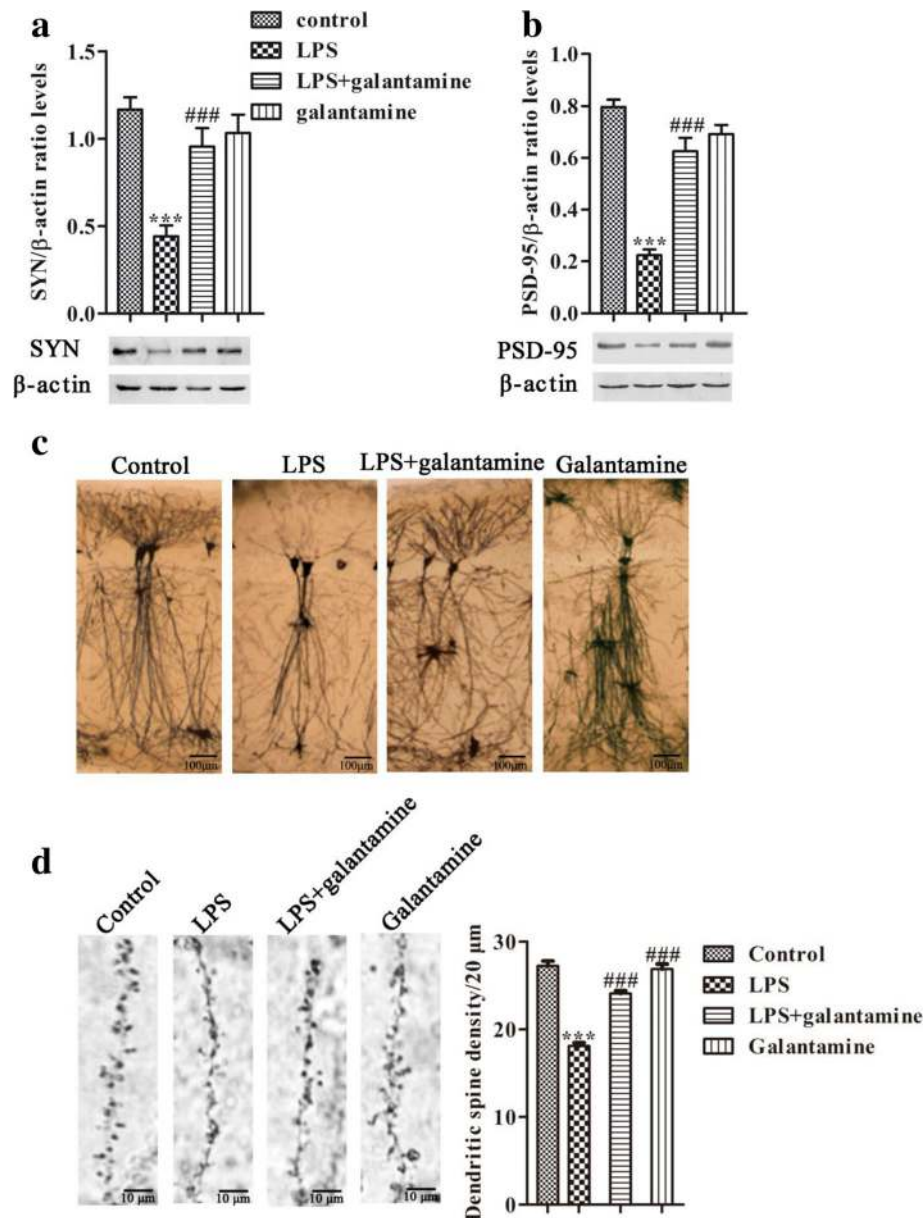 a
SYN/β-actin ratio levels
1.5
1.0
0.5
0.0
***
###
control
LPS
LPS+galantamine
galantamine
SYN
β-actin
b
PSD-95/β-actin ratio levels
1.0
0.8
0.6
0.4
0.2
0.0
***
###
PSD-95
β-actin
c
Control LPS LPS+galantamine Galantamine
100μm 100μm 100μm 100μm
d
Control LPS LPS+galantamine Galantamine
10 μm 10 μm 10 μm 10 μm
Dendritic spine density/20 μm
30
20
10
0
***
###
###
Control
LPS
LPS+galantamine
Galantamine